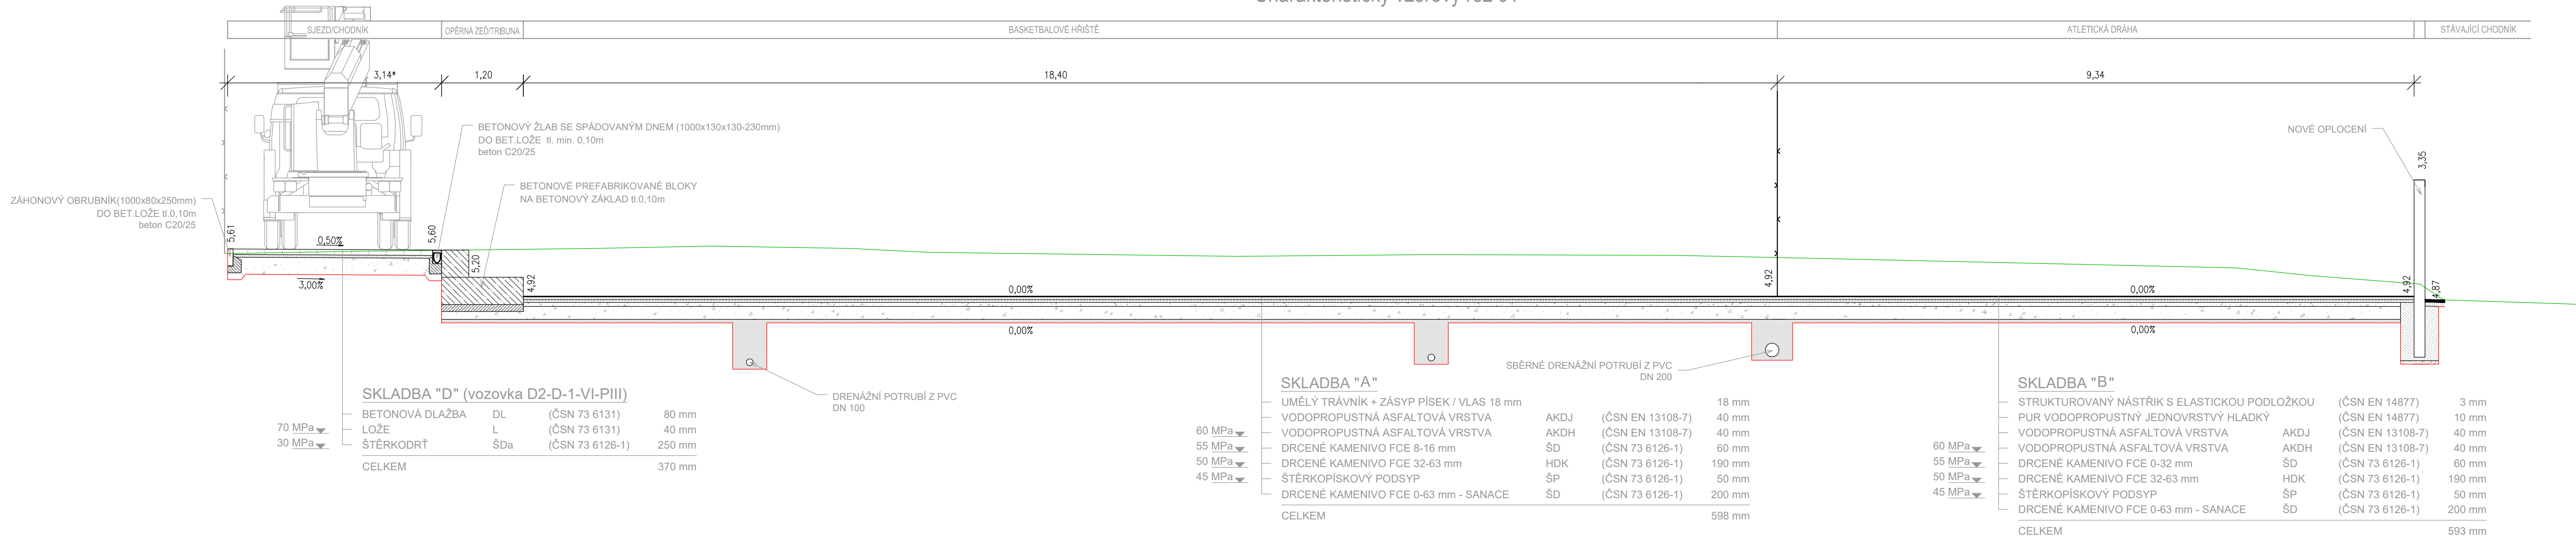 SJEZD/CHODNÍK
OPĚRNÁ ZEĎ/TRIBUNA
BASKETBALOVÉ HŘIŠTĚ
ATLETICKÁ DRÁHA
STÁVAJÍCÍ CHODNÍK
3,14*
1,20
18,40
9,34
BETONOVÝ ŽLAB SE SPÁDOVANÝM DNEM (1000x130x130-230mm)
DO BET.LOŽE tl. min. 0,10m
beton C20/25
BETONOVÉ PREFABRIKOVANÉ BLOKY
NA BETONOVÝ ZÁKLAD tl.0,10m
NOVÉ OPLOCENÍ
3,35
ZÁHONOVÝ OBRUBNÍK(1000x80x250mm)
DO BET.LOŽE tl.0,10m
beton C20/25
5,61
0,50%
5,60
5,20
4,92
4,92
4,92
4,87
3,00%
0,00%
0,00%
0,00%
0,00%
DRENÁŽNÍ POTRUBÍ Z PVC
DN 100
SBĚRNÉ DRENÁŽNÍ POTRUBÍ Z PVC
DN 200
SKLADBA "D" (vozovka D2-D-1-VI-PIII)
BETONOVÁ DLAŽBA DL (ČSN 73 6131) 80 mm
70 MPa LOŽE L (ČSN 73 6131) 40 mm
30 MPa ŠTĚRKODRŤ ŠDa (ČSN 73 6126-1) 250 mm
CELKEM 370 mm
SKLADBA "A"
UMĚLÝ TRÁVNÍK + ZÁSYP PÍSEK / VLAS 18 mm 18 mm
VODOPROPUSTNÁ ASFALTOVÁ VRSTVA AKDJ (ČSN EN 13108-7) 40 mm
60 MPa VODOPROPUSTNÁ ASFALTOVÁ VRSTVA AKDH (ČSN EN 13108-7) 40 mm
55 MPa DRCENÉ KAMENIVO FCE 8-16 mm ŠD (ČSN 73 6126-1) 60 mm
50 MPa DRCENÉ KAMENIVO FCE 32-63 mm HDK (ČSN 73 6126-1) 190 mm
45 MPa ŠTĚRKOPÍSKOVÝ PODSYP ŠP (ČSN 73 6126-1) 50 mm
DRCENÉ KAMENIVO FCE 0-63 mm - SANACE ŠD (ČSN 73 6126-1) 200 mm
CELKEM 598 mm
SKLADBA "B"
STRUKTUROVANÝ NÁSTŘIK S ELASTICKOU PODLOŽKOU (ČSN EN 14877) 3 mm
PUR VODOPROPUSTNÝ JEDNOVRSTVÝ HLADKÝ (ČSN EN 14877) 10 mm
VODOPROPUSTNÁ ASFALTOVÁ VRSTVA AKDJ (ČSN EN 13108-7) 40 mm
60 MPa VODOPROPUSTNÁ ASFALTOVÁ VRSTVA AKDH (ČSN EN 13108-7) 40 mm
55 MPa DRCENÉ KAMENIVO FCE 0-32 mm ŠD (ČSN 73 6126-1) 60 mm
50 MPa DRCENÉ KAMENIVO FCE 32-63 mm HDK (ČSN 73 6126-1) 190 mm
45 MPa ŠTĚRKOPÍSKOVÝ PODSYP ŠP (ČSN 73 6126-1) 50 mm
DRCENÉ KAMENIVO FCE 0-63 mm - SANACE ŠD (ČSN 73 6126-1) 200 mm
CELKEM 593 mm